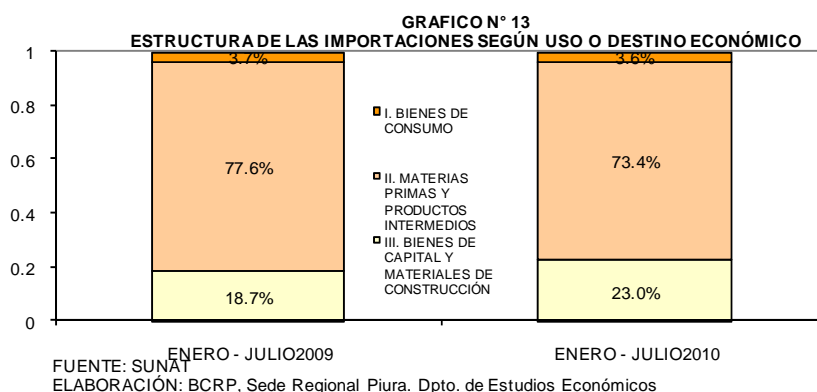 GRAFICO N° 13
ESTRUCTURA DE LAS IMPORTACIONES SEGÚN USO O DESTINO ECONÓMICO
1
0.8
0.6
0.4
0.2
0
3.7%
77.6%
18.7%
I. BIENES DE
CONSUMO
II. MATERIAS
PRIMAS Y
PRODUCTOS
INTERMEDIOS
III. BIENES DE
CAPITAL Y
MATERIALES DE
CONSTRUCCIÓN
3.6%
73.4%
23.0%
ENERO - JULIO2009
ENERO - JULIO2010
FUENTE: SUNAT
ELABORACIÓN: BCRP, Sede Regional Piura. Dpto. de Estudios Económicos